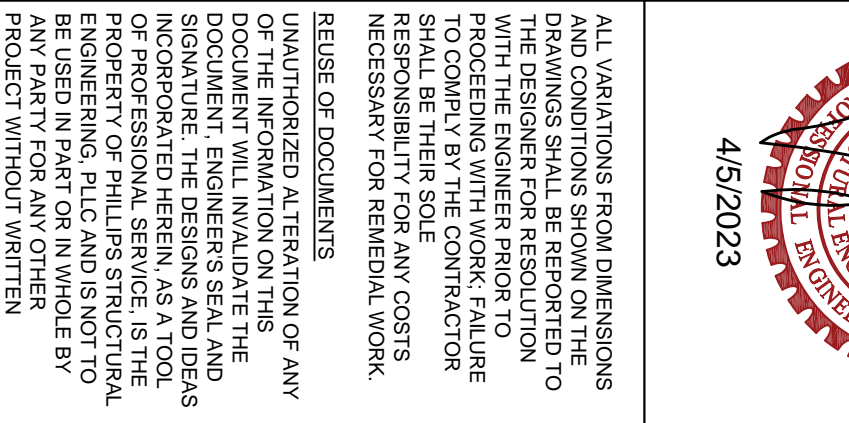 4/5/2023
ALL VARIATIONS FROM DIMENSIONS
AND CONDITIONS SHOWN ON THE
DRAWINGS SHALL BE REPORTED TO
THE DESIGNER FOR RESOLUTION
WITH THE ENGINEER PRIOR TO
PROCEEDING WITH WORK; FAILURE
TO COMPLY BY THE CONTRACTOR
SHALL BE THEIR SOLE
RESPONSIBILITY FOR ANY COSTS
NECESSARY FOR REMEDIAL WORK.
REUSE OF DOCUMENTS
UNAUTHORIZED ALTERATION OF ANY
OF THE INFORMATION ON THIS
DOCUMENT WILL INVALIDATE THE
DOCUMENT, ENGINEER'S SEAL AND
SIGNATURE. THE DESIGNS AND IDEAS
INCORPORATED HEREIN, AS A TOOL
OF PROFESSIONAL SERVICE, IS THE
PROPERTY OF PHILLIPS STRUCTURAL
ENGINEERING, PLLC AND IS NOT TO
BE USED IN PART OR IN WHOLE BY
ANY PARTY FOR ANY OTHER
PROJECT WITHOUT WRITTEN